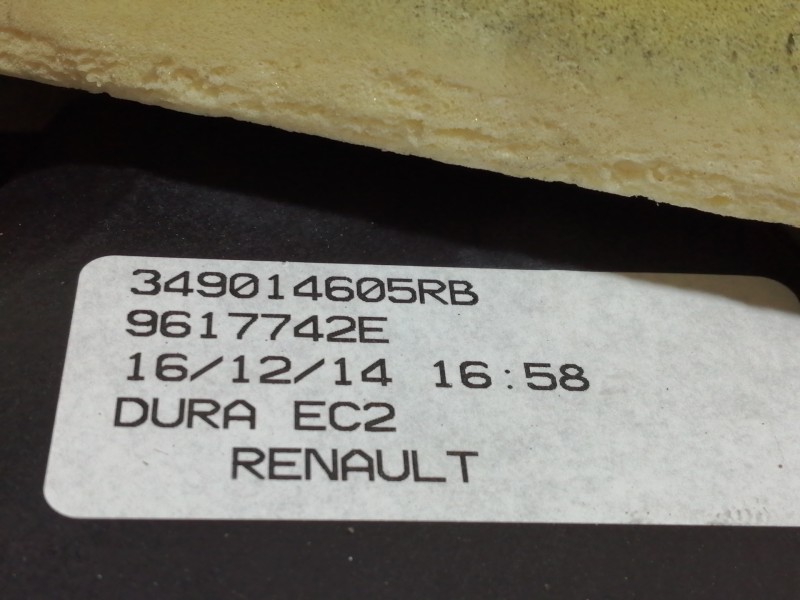 349014605RB
9617742E
16/12/14 16:58
DURA EC2
RENAULT